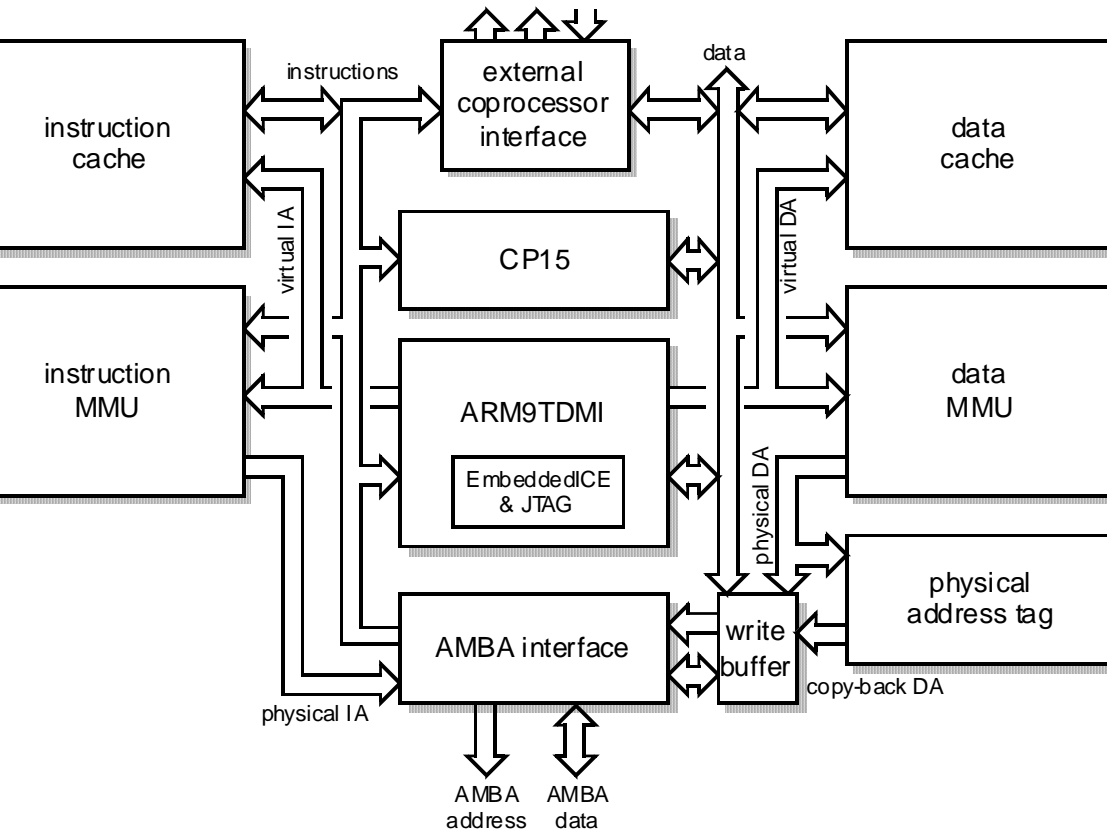 instructions
external
coprocessor
interface
data
instruction
cache
data
cache
virtual IA
virtual DA
CP15
instruction
MMU
ARM9TDMI
EmbeddedICE
& JTAG
data
MMU
physical DA
physical
address tag
AMBA interface
write
buffer
copy-back DA
physical IA
AMBA
address
AMBA
data